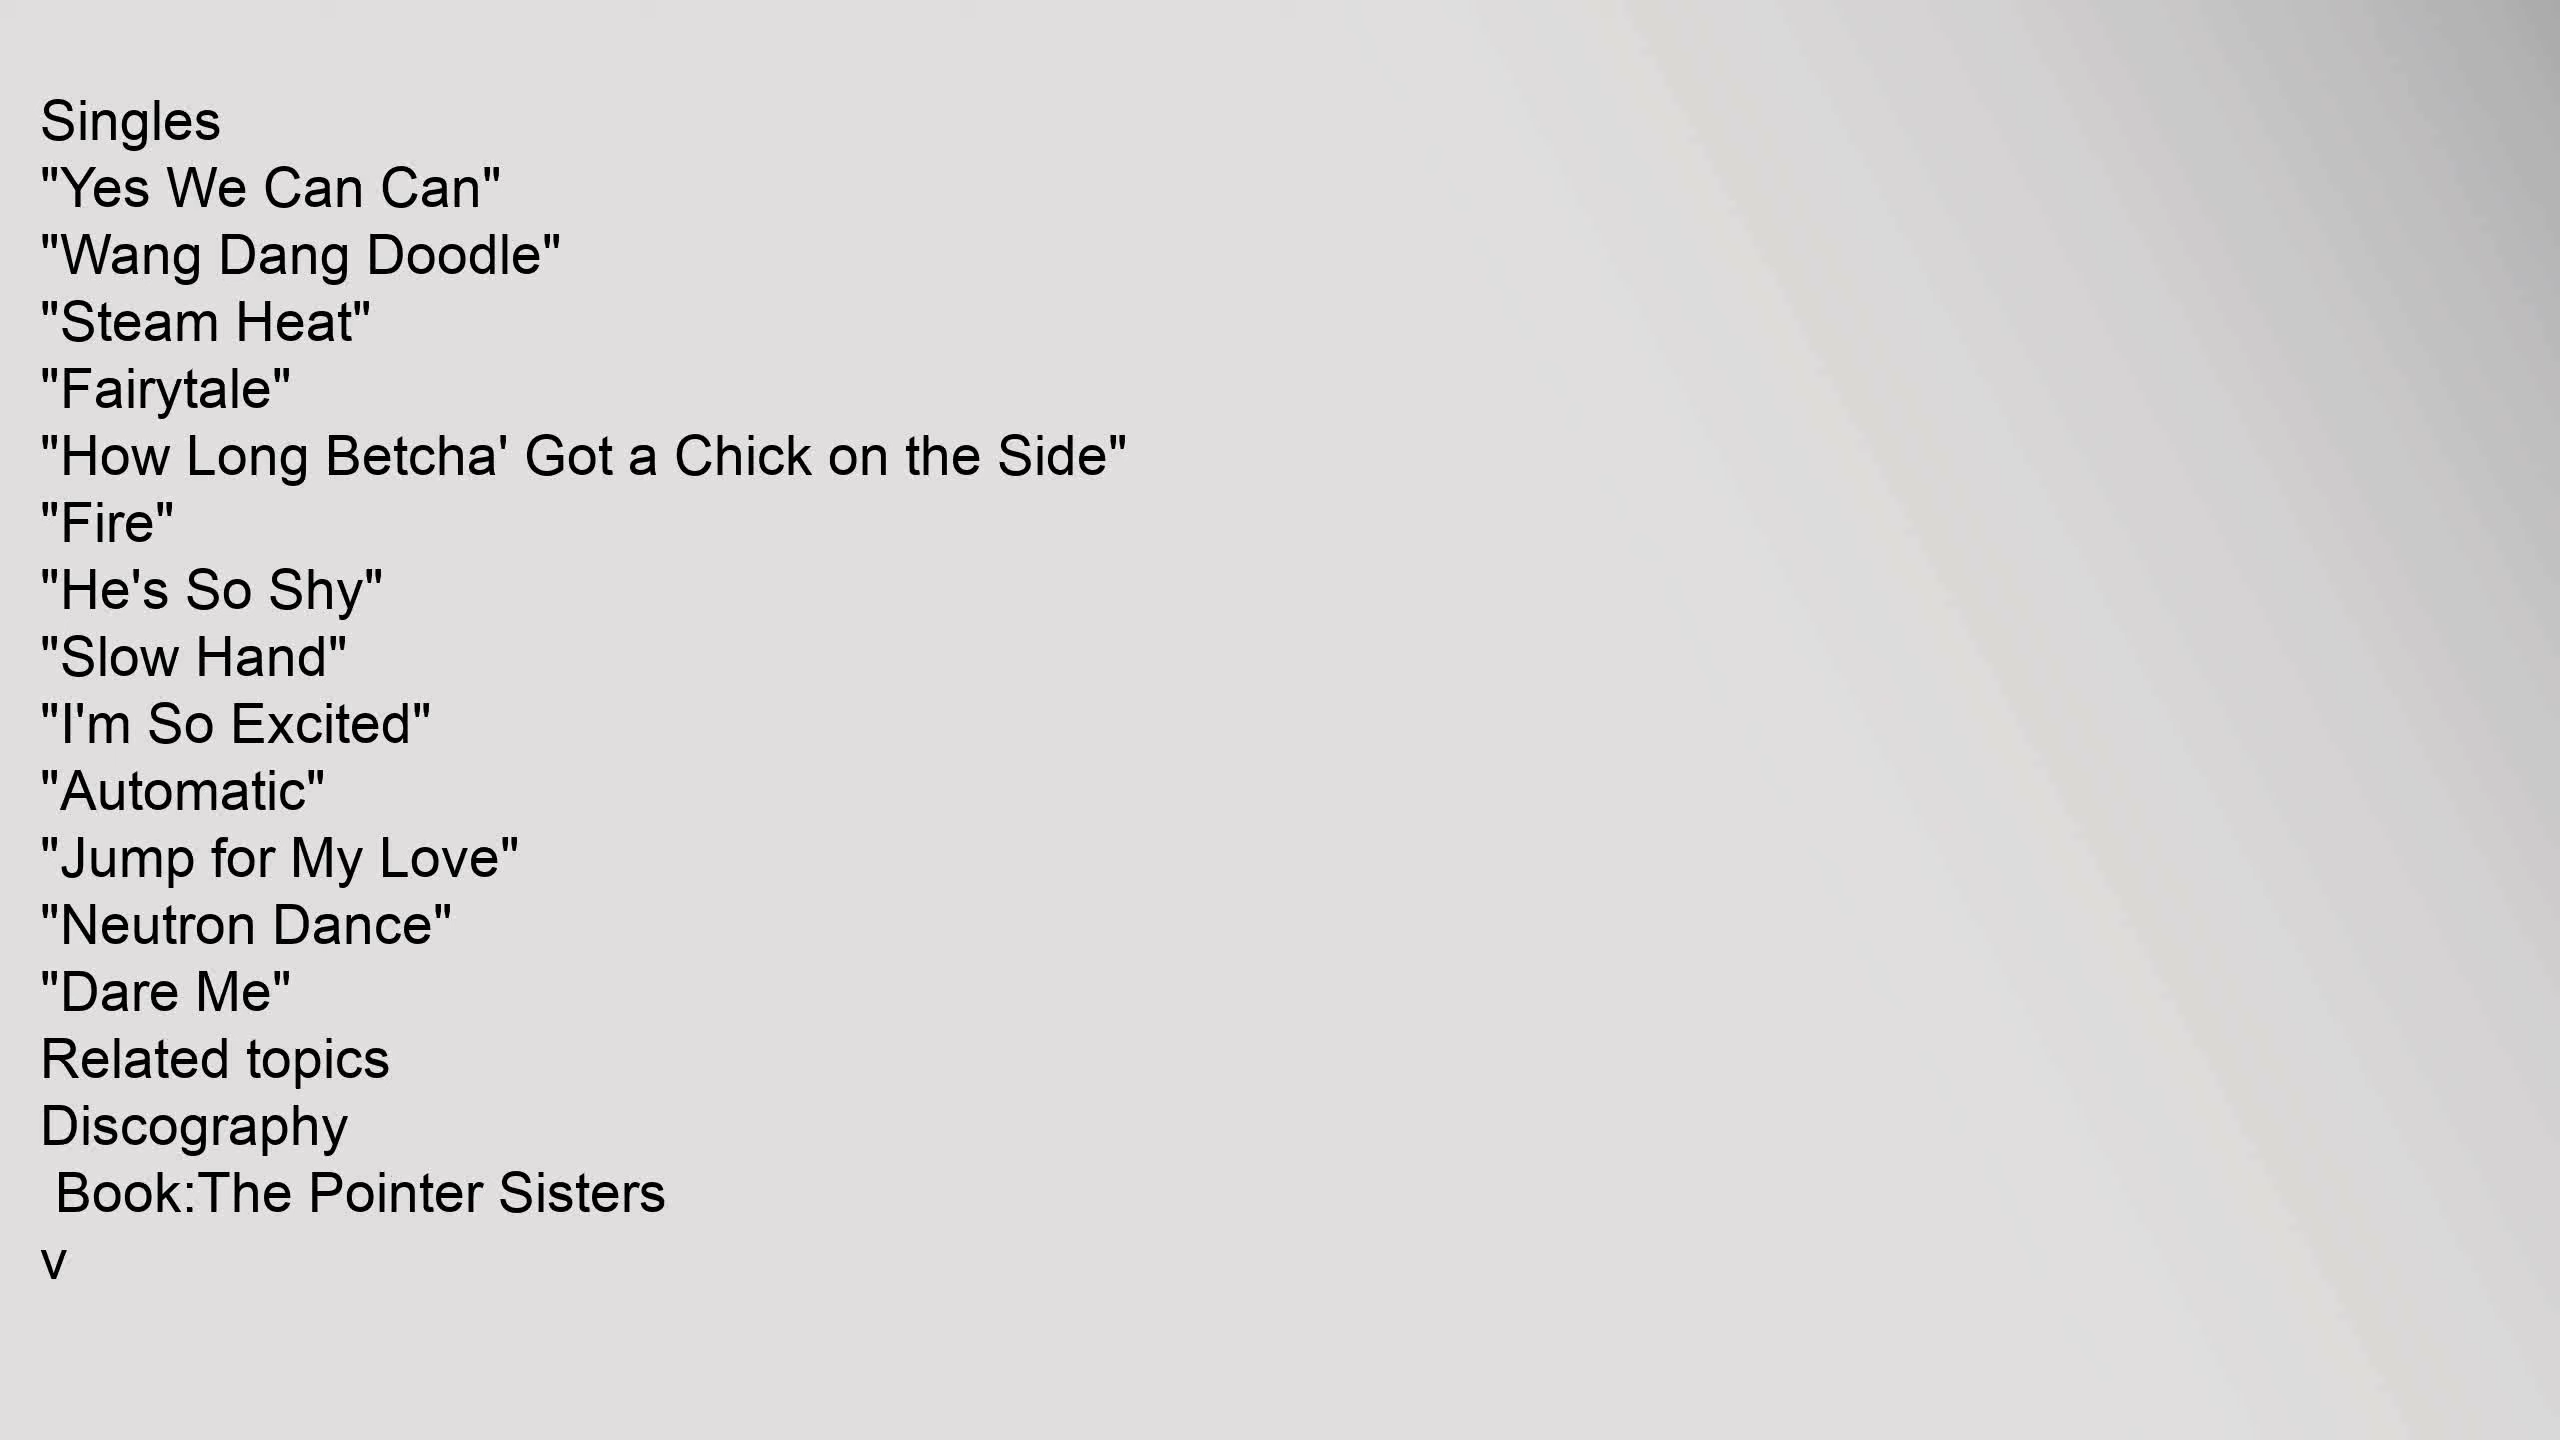 Singles
"Yes We Can Can"
"Wang Dang Doodle"
"Steam Heat"
"Fairytale"
"How Long Betcha' Got a Chick on the Side"
"Fire"
"He's So Shy"
"Slow Hand"
"I'm So Excited"
"Automatic"
"Jump for My Love"
"Neutron Dance"
"Dare Me"
Related topics
Discography
Book:The Pointer Sisters
v